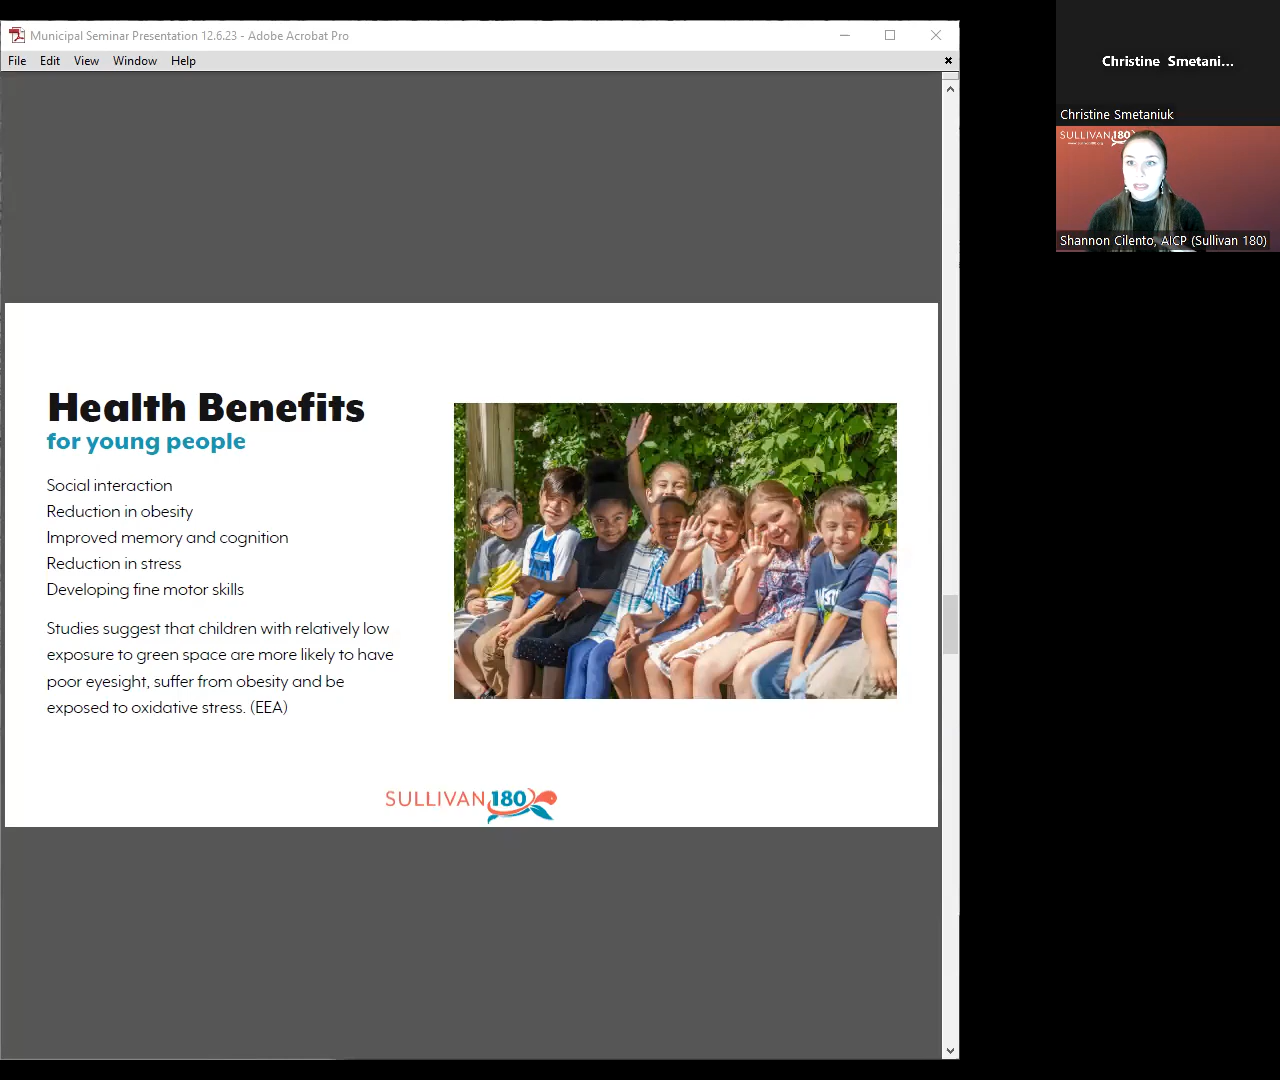 Municipal Seminar Presentation 12.6.23 - Adobe Acrobat Pro
File Edit View Window Help
Health Benefits
for young people
Social interaction
Reduction in obesity
Improved memory and cognition
Reduction in stress
Developing fine motor skills
Studies suggest that children with relatively low
exposure to green space are more likely to have
poor eyesight, suffer from obesity and be
exposed to oxidative stress. (EEA)
SULLIVAN 180
Christine Smetani...
Christine Smetaniuk
SULLIVAN 180
Shannon Cilento, AICP (Sullivan 180)